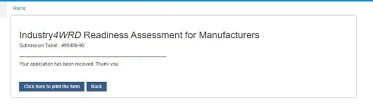 Home
Industry4WRD Readiness Assessment for Manufacturers
Submission Ticket : #65409-90
Your application has been received. Thank you.
Click here to print the form Back